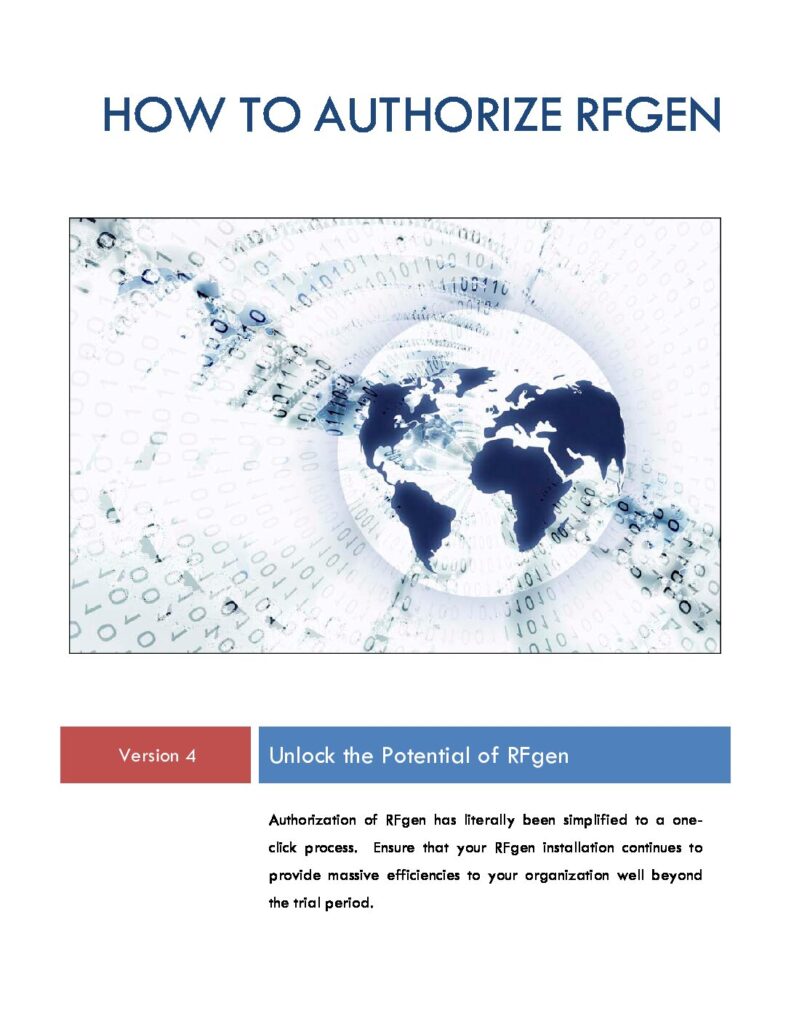 HOW TO AUTHORIZE RFGEN
Version 4
Unlock the Potential of RFgen
Authorization of RFgen has literally been simplified to a one-
click process. Ensure that your RFgen installation continues to
provide massive efficiencies to your organization well beyond
the trial period.